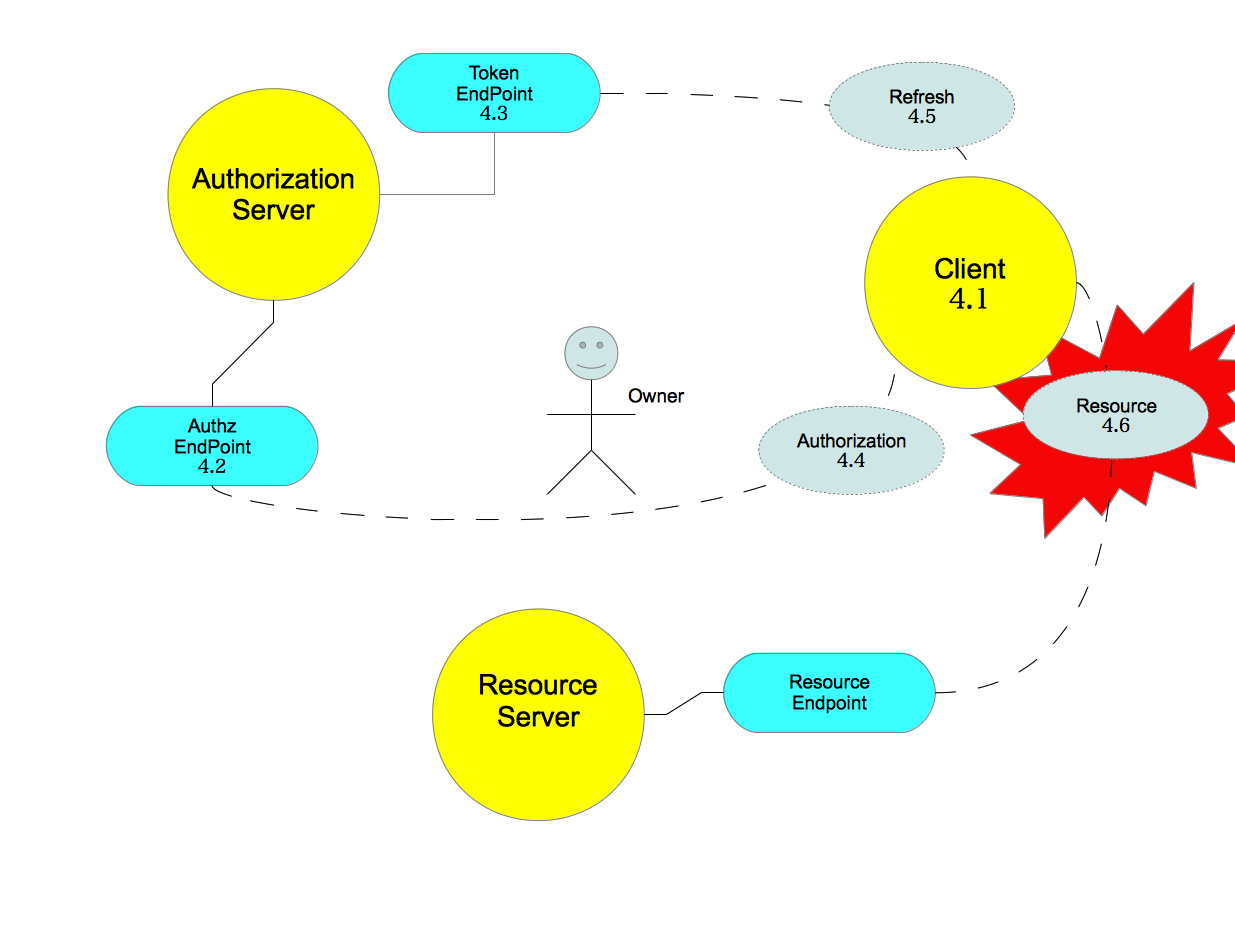 Token
EndPoint
4.3
Refresh
4.5
Authorization
Server
Client
4.1
Owner
Resource
4.6
Authz
EndPoint
4.2
Authorization
4.4
Resource
Server
Resource
Endpoint